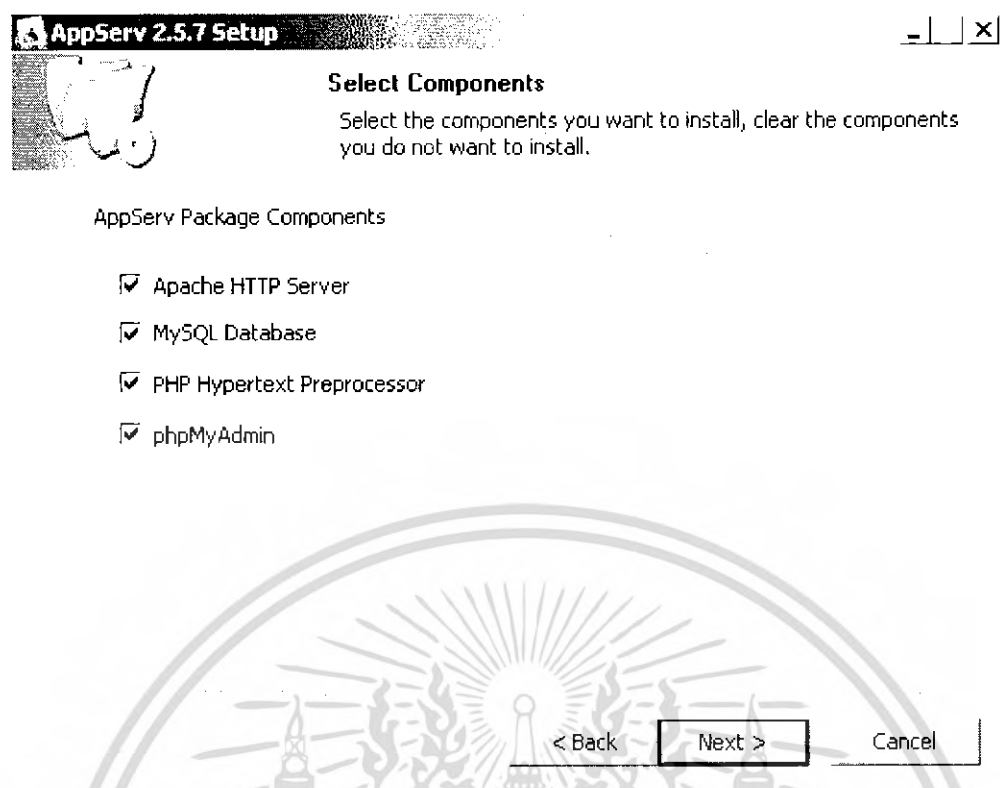 AppServ 2.5.7 Setup
Select Components
Select the components you want to install, clear the components
you do not want to install.
AppServ Package Components
Apache HTTP Server
MySQL Database
PHP Hypertext Preprocessor
phpMyAdmin
< Back Next > Cancel